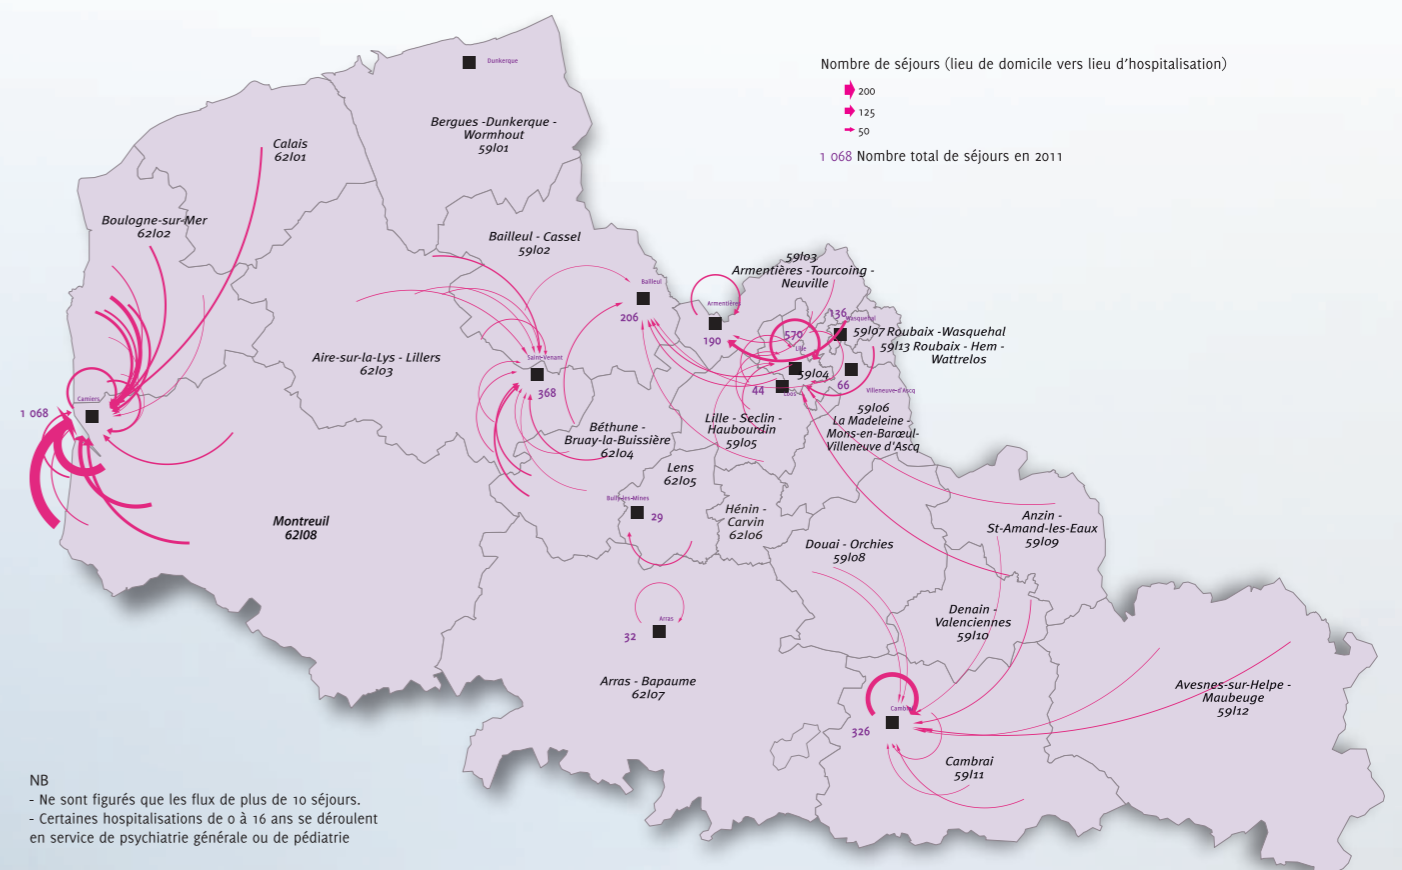 Dunkerque
Bergues -Dunkerque -
Wormhout
59I01
Nombre de séjours (lieu de domicile vers lieu d'hospitalisation)
200
125
50
1 068 Nombre total de séjours en 2011
Calais
62I01
Boulogne-sur-Mer
62I02
Bailleul - Cassel
59I02
59I03
Armentières -Tourcoing -
Neuville
Bailleul
206
Armentières
190
136
Wasquehal
59I07 Roubaix -Wasquehal
59I13 Roubaix - Hem -
Wattrelos
570
Lille
59I04
44
Loos
66
Villeneuve-d'Ascq
Aire-sur-la-Lys - Lillers
62I03
Saint-Venant
368
Camiers
1 068
59I06
La Madeleine -
Mons-en-Barœul-
Villeneuve d'Ascq
Lille - Seclin -
Haubourdin
59I05
Béthune -
Bruay-la-Buissière
62I04
Lens
62I05
Bully-les-Mines
29
Hénin -
Carvin
62I06
Montreuil
62I08
Anzin -
St-Amand-les-Eaux
59I09
Douai - Orchies
59I08
Denain -
Valenciennes
59I10
Arras
32
Arras - Bapaume
62I07
Avesnes-sur-Helpe -
Maubeuge
59I12
Cambrai
326
Cambrai
59I11
NB
- Ne sont figurés que les flux de plus de 10 séjours.
- Certaines hospitalisations de 0 à 16 ans se déroulent
en service de psychiatrie générale ou de pédiatrie